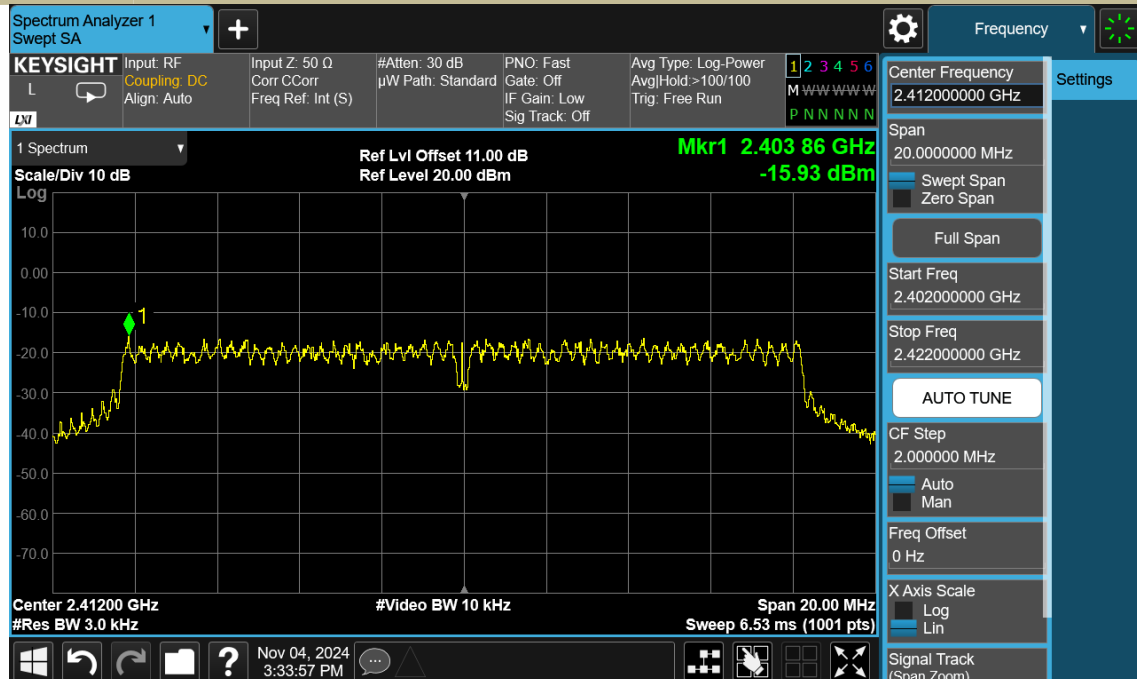 Spectrum Analyzer 1
Swept SA
+
Frequency
KEYSIGHT
L
LXI
Input: RF
Coupling: DC
Align: Auto
Input Z: 50 Ω
Corr CCorr
Freq Ref: Int (S)
#Atten: 30 dB
µW Path: Standard
PNO: Fast
Gate: Off
IF Gain: Low
Sig Track: Off
Avg Type: Log-Power
Avg|Hold:>100/100
Trig: Free Run
1 2 3 4 5 6
M W W W W W
P N N N N N
1 Spectrum
Scale/Div 10 dB
Ref Lvl Offset 11.00 dB
Ref Level 20.00 dBm
Mkr1 2.403 86 GHz
-15.93 dBm
Log
10.0
0.00
-10.0
-20.0
-30.0
-40.0
-50.0
-60.0
-70.0
1
Center 2.41200 GHz
#Res BW 3.0 kHz
#Video BW 10 kHz
Span 20.00 MHz
Sweep 6.53 ms (1001 pts)
Nov 04, 2024
3:33:57 PM
?
Center Frequency
2.412000000 GHz
Settings
Span
20.0000000 MHz
Swept Span
Zero Span
Full Span
Start Freq
2.402000000 GHz
Stop Freq
2.422000000 GHz
AUTO TUNE
CF Step
2.000000 MHz
Auto
Man
Freq Offset
0 Hz
X Axis Scale
Log
Lin
Signal Track
(Span Zoom)